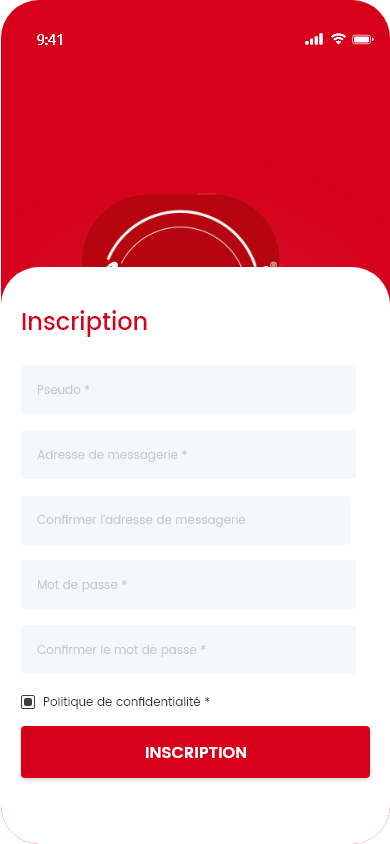 9:41
®
Inscription
Pseudo *
Adresse de messagerie *
Confirmer l'adresse de messagerie
Mot de passe *
Confirmer le mot de passe *
Politique de confidentialité *
INSCRIPTION